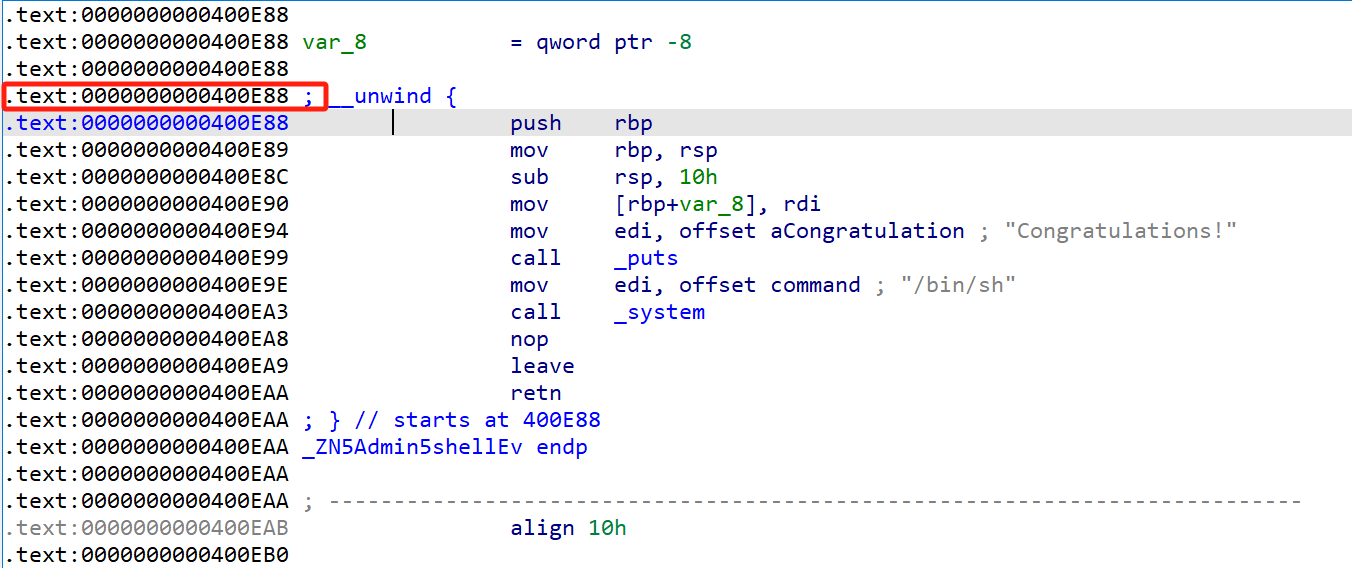 .text:0000000000400E88
.text:0000000000400E88 var_8           = qword ptr -8
.text:0000000000400E88
.text:0000000000400E88 ; __unwind {
.text:0000000000400E88                 push    rbp
.text:0000000000400E89                 mov     rbp, rsp
.text:0000000000400E8C                 sub     rsp, 10h
.text:0000000000400E90                 mov     [rbp+var_8], rdi
.text:0000000000400E94                 mov     edi, offset aCongratulation ; "Congratulations!"
.text:0000000000400E99                 call    _puts
.text:0000000000400E9E                 mov     edi, offset command ; "/bin/sh"
.text:0000000000400EA3                 call    _system
.text:0000000000400EA8                 nop
.text:0000000000400EA9                 leave
.text:0000000000400EAA                 retn
.text:0000000000400EAA ; } // starts at 400E88
.text:0000000000400EAA _ZN5Admin5shellEv endp
.text:0000000000400EAA
.text:0000000000400EAA ; ---------------------------------------------------------------------------
.text:0000000000400EAB                 align 10h
.text:0000000000400EB0